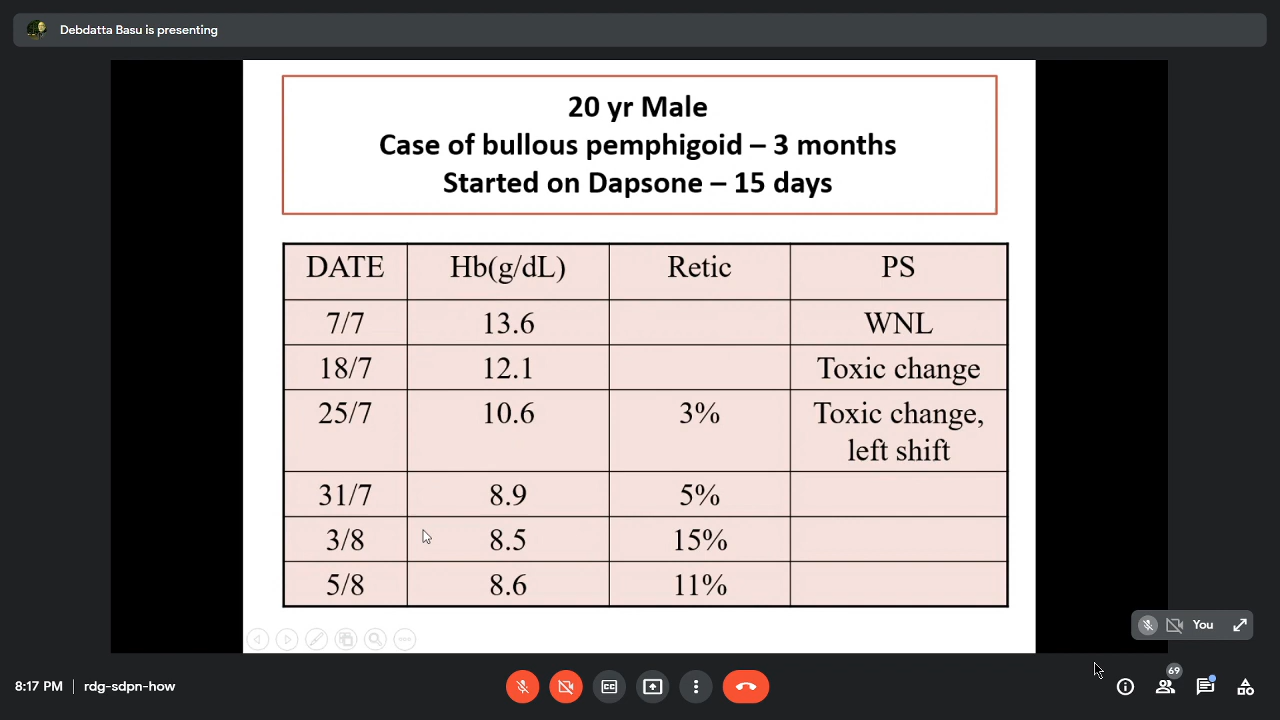 Debdatta Basu is presenting
20 yr Male
Case of bullous pemphigoid – 3 months
Started on Dapsone – 15 days
DATE Hb(g/dL) Retic PS
7/7 13.6 WNL
18/7 12.1 Toxic change
25/7 10.6 3% Toxic change,
left shift
31/7 8.9 5%
3/8 8.5 15%
5/8 8.6 11%
You
8:17 PM | rdg-sdpn-how
CC
69